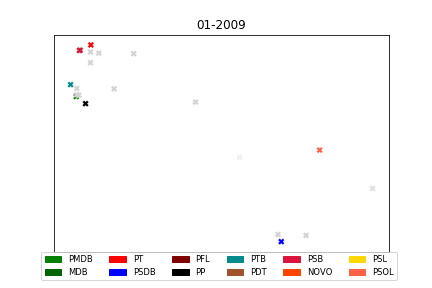 01-2009
PMDB PT PFL PTB PSB PSL
MDB PSDB PP PDT NOVO PSOL